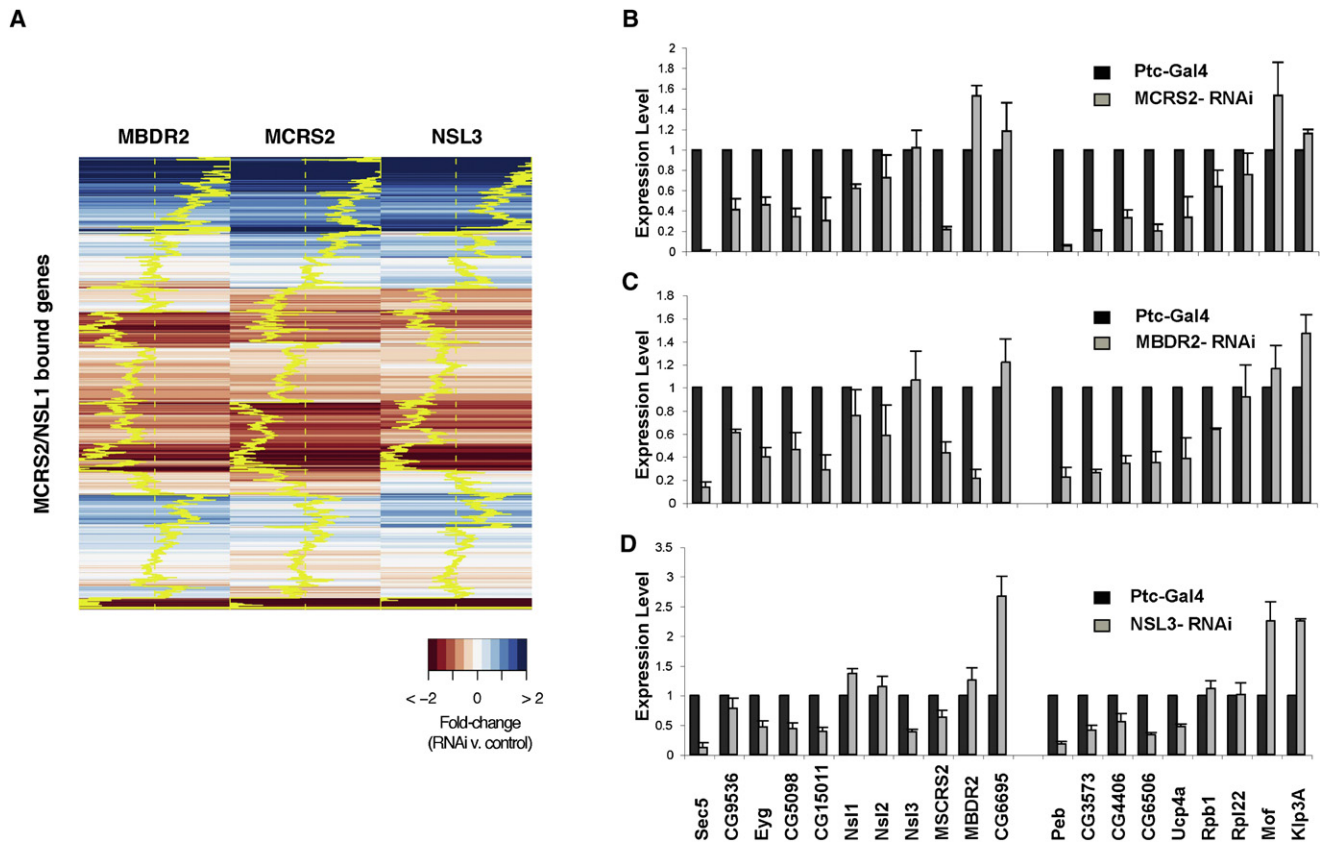 A
MBDR2 MCRS2 NSL3
MCRS2/NSL1 bound genes
< −2 0 > 2
Fold-change
(RNAi v. control)
B
Expression Level
2
1.8
1.6
1.4
1.2
1
0.8
0.6
0.4
0.2
0
Ptc-Gal4
MCRS2- RNAi
C
Expression Level
1.8
1.6
1.4
1.2
1
0.8
0.6
0.4
0.2
0
Ptc-Gal4
MBDR2- RNAi
D
Expression Level
3.5
3
2.5
2
1.5
1
0.5
0
Ptc-Gal4
NSL3- RNAi
Sec5
CG9536
Eyg
CG5098
CG15011
Nsl1
Nsl2
Nsl3
MSCRS2
MBDR2
CG6695
Peb
CG3573
CG4406
CG6506
Ucp4a
Rpb1
Rpl22
Mof
Klp3A